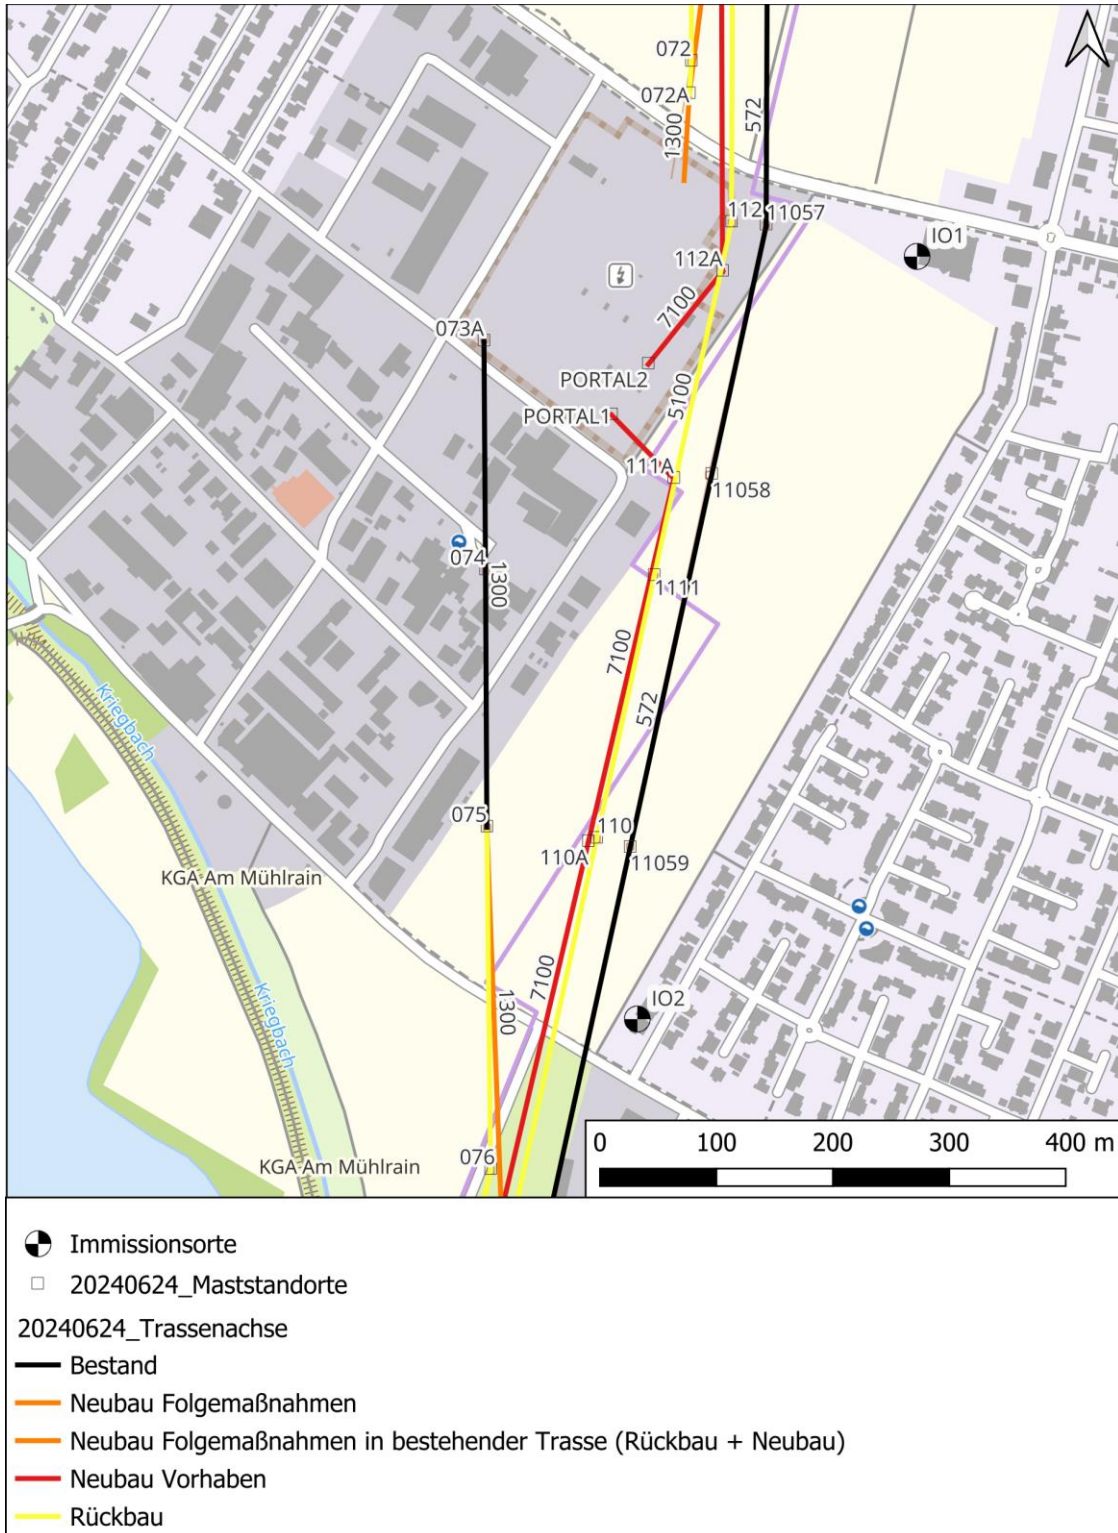 072
072A
1300
572
112
11057
IO1
112A
7100
073A
PORTAL2
5100
PORTAL1
111A
11058
074
1300
1111
7100
572
Kriegbach
075
110
110A
11059
KGA Am Mühlrain
7100
1300
Kriegbach
IO2
076
KGA Am Mühlrain
0 100 200 300 400 m
Immissionsorte
20240624_Maststandorte
20240624_Trassenachse
Bestand
Neubau Folgemaßnahmen
Neubau Folgemaßnahmen in bestehender Trasse (Rückbau + Neubau)
Neubau Vorhaben
Rückbau